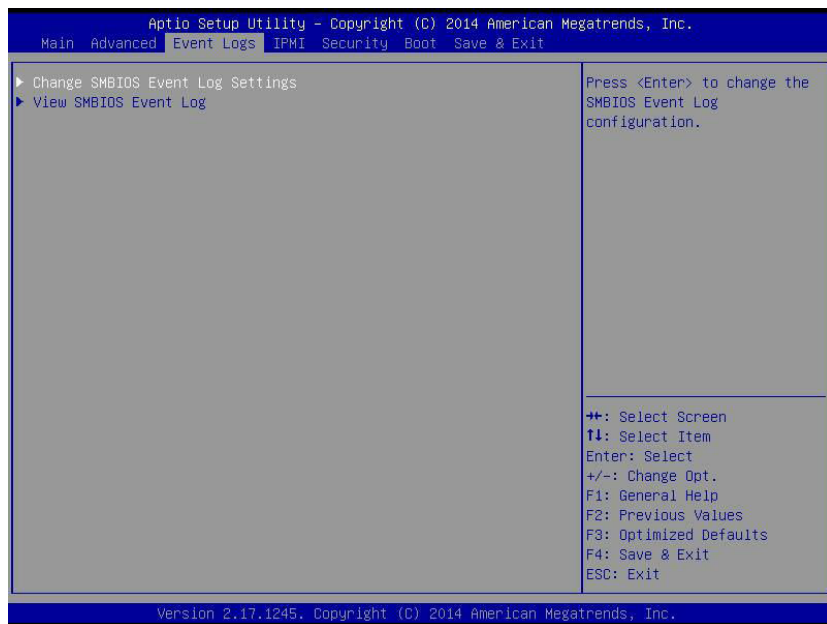 Aptio Setup Utility – Copyright (C) 2014 American Megatrends, Inc.
Main Advanced Event Logs IPMI Security Boot Save & Exit
▶ Change SMBIOS Event Log Settings
▶ View SMBIOS Event Log
Press <Enter> to change the
SMBIOS Event Log
configuration.
→←: Select Screen
↑↓: Select Item
Enter: Select
+/-: Change Opt.
F1: General Help
F2: Previous Values
F3: Optimized Defaults
F4: Save & Exit
ESC: Exit
Version 2.17.1245. Copyright (C) 2014 American Megatrends, Inc.